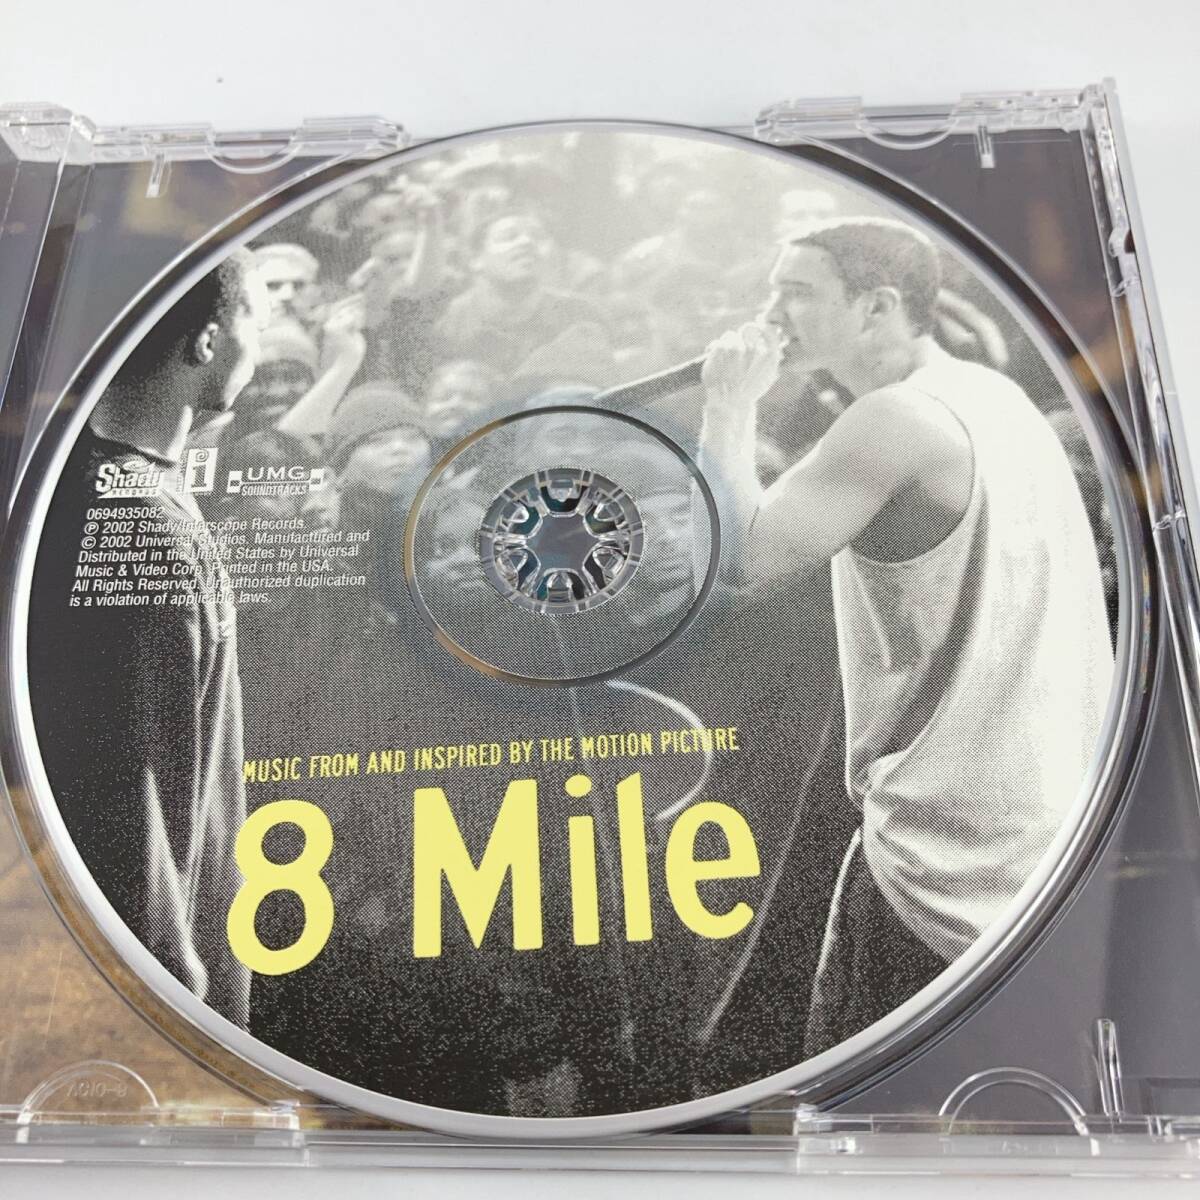 Shady
RECORDS
i
UMG
SOUNDTRACKS
0694935082
℗ 2002 Shady/Interscope Records.
© 2002 Universal Studios. Manufactured and
Distributed in the United States by Universal
Music & Video Corp. Printed in the USA.
All Rights Reserved. Unauthorized duplication
is a violation of applicable laws.
MUSIC FROM AND INSPIRED BY THE MOTION PICTURE
8 Mile